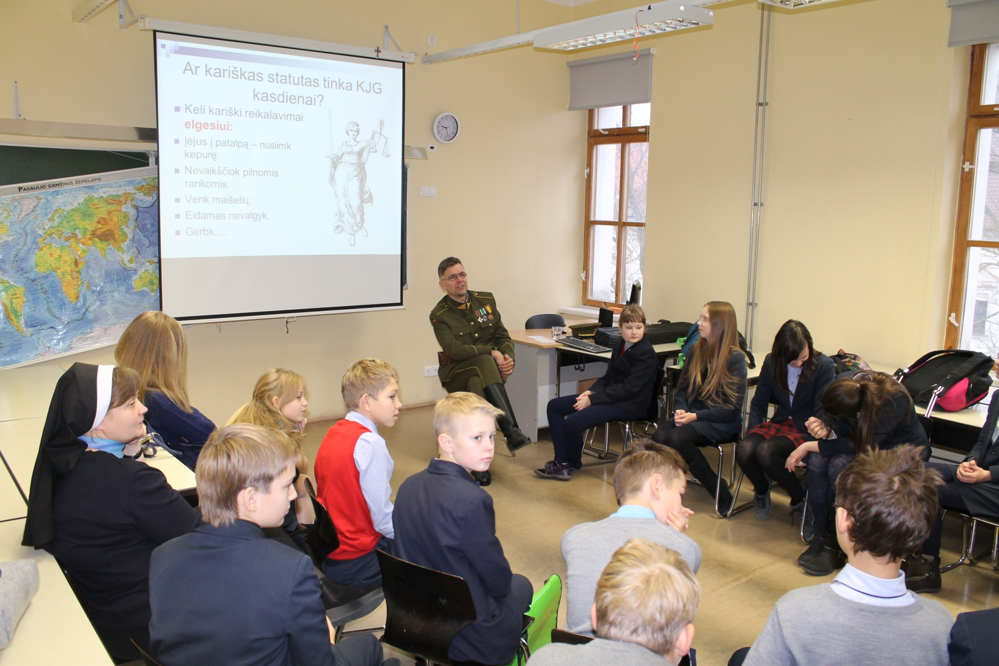 Ar kariškas statutas tinka KJG
kasdienai?
Keli kariški reikalavimai
elgesiui:
Įėjus į patalpą – nusiimk
kepurę.
Nevaikščiok pilnomis
rankomis.
Venk maišelių.
Eidamas nevalgyk.
Gerbk.....
PASAULIO GAMTINIS ŽEMĖLAPIS